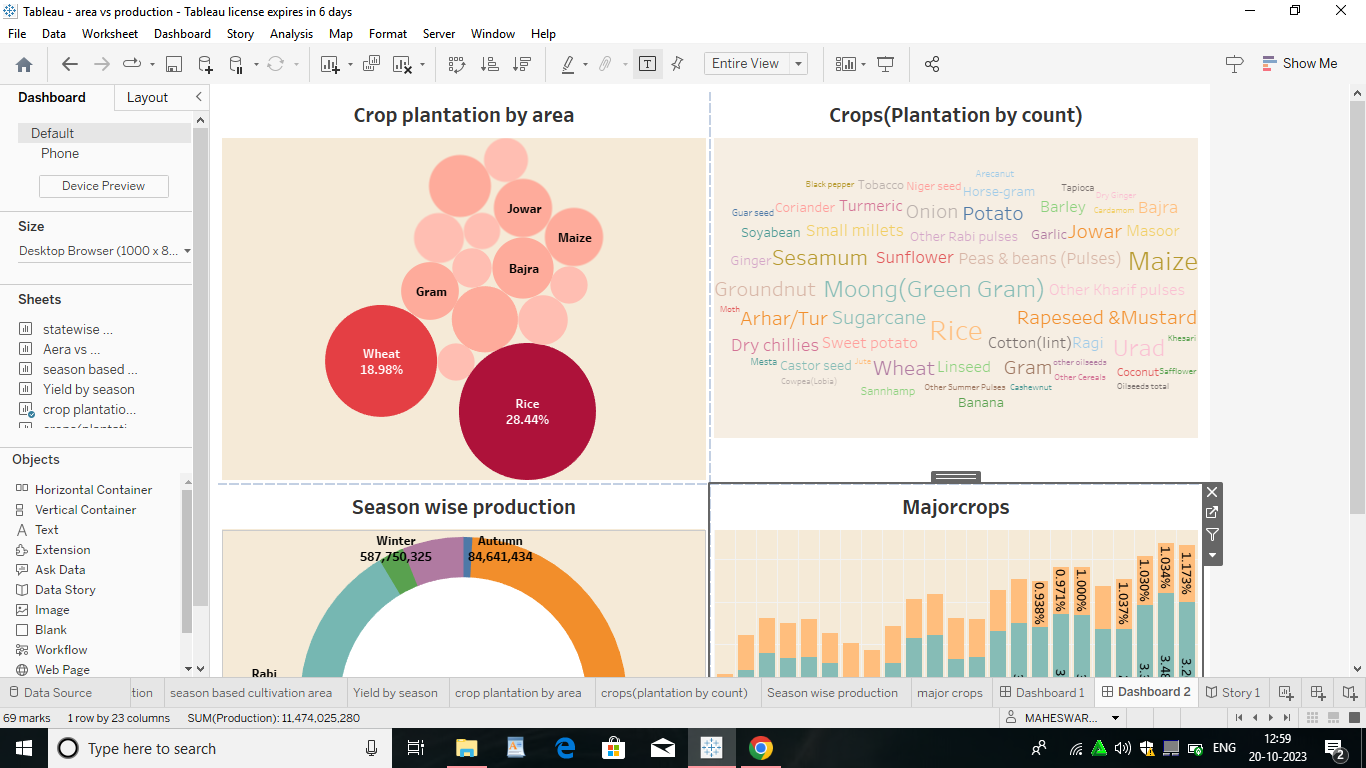 Tableau - area vs production - Tableau license expires in 6 days
File Data Worksheet Dashboard Story Analysis Map Format Server Window Help
Entire View
Show Me
Dashboard Layout
Default
Phone
Device Preview
Size
Desktop Browser (1000 x 8...
Sheets
statewise ...
Aera vs ...
season based ...
Yield by season
crop plantatio...
Objects
Horizontal Container
Vertical Container
Text
Extension
Ask Data
Data Story
Image
Blank
Workflow
Web Page
Crop plantation by area
Jowar
Maize
Bajra
Gram
Wheat
18.98%
Rice
28.44%
Crops(Plantation by count)
Arecanut
Black pepper Tobacco Niger seed Horse-gram Tapioca Dry Ginger
Guar seed Coriander Turmeric Onion Potato Barley Cardamom Bajra
Soyabean Small millets Other Rabi pulses Garlic Jowar Masoor
Ginger Sesamum Sunflower Peas & beans (Pulses) Maize
Groundnut Moong(Green Gram) Other Kharif pulses
Moth Arhar/Tur Sugarcane Rice Rapeseed &Mustard
Dry chillies Sweet potato Cotton(lint) Ragi Urad Khesari
Mesta Castor seed Jute Wheat Linseed Gram other oilseeds Coconut Safflower
Cowpea(Lobia) Other Cereals
Sannhamp Other Summer Pulses Cashewnut Oilseeds total
Banana
Season wise production
Winter
587,750,325
Autumn
84,641,434
Rabi
Majorcrops
0.938%
0.971%
1.000%
1.037%
1.030%
1.034%
1.173%
Data Source tion season based cultivation area Yield by season crop plantation by area crops(plantation by count) Season wise production major crops Dashboard 1 Dashboard 2 Story 1
69 marks 1 row by 23 columns SUM(Production): 11,474,025,280 MAHESWAR...
Type here to search
ENG
12:59
20-10-2023
2